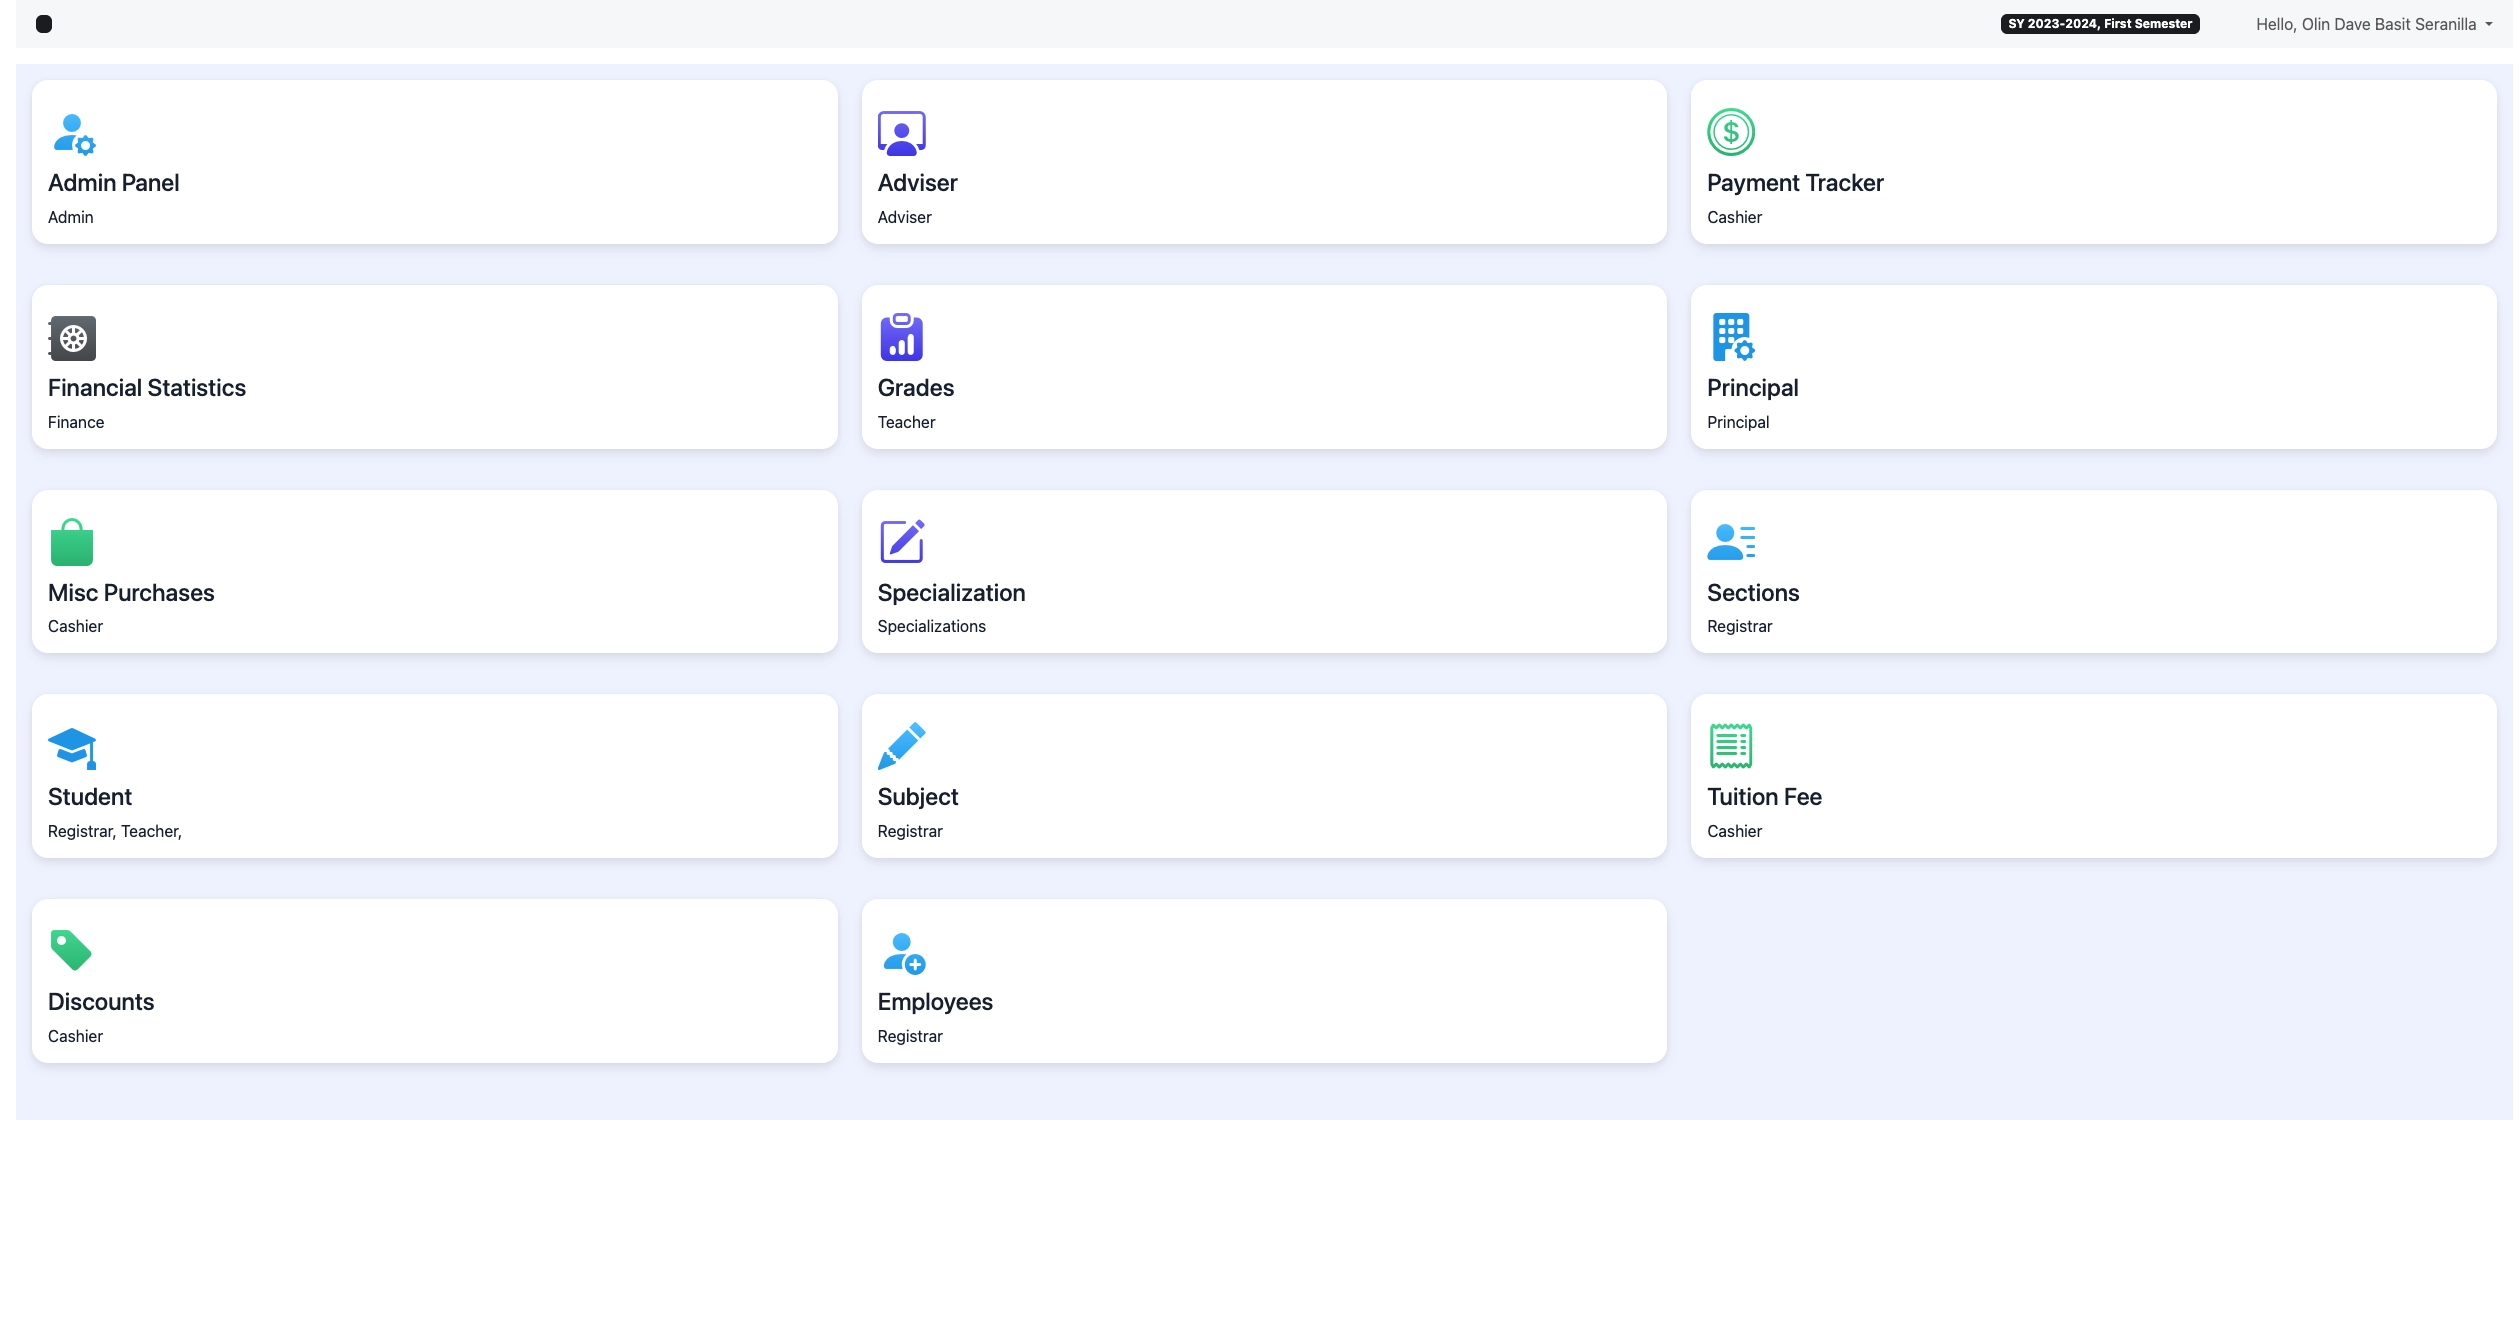 SY 2023-2024, First Semester
Hello, Olin Dave Basit Seranilla
Admin Panel
Admin
Adviser
Adviser
Payment Tracker
Cashier
Financial Statistics
Finance
Grades
Teacher
Principal
Principal
Misc Purchases
Cashier
Specialization
Specializations
Sections
Registrar
Student
Registrar, Teacher,
Subject
Registrar
Tuition Fee
Cashier
Discounts
Cashier
Employees
Registrar